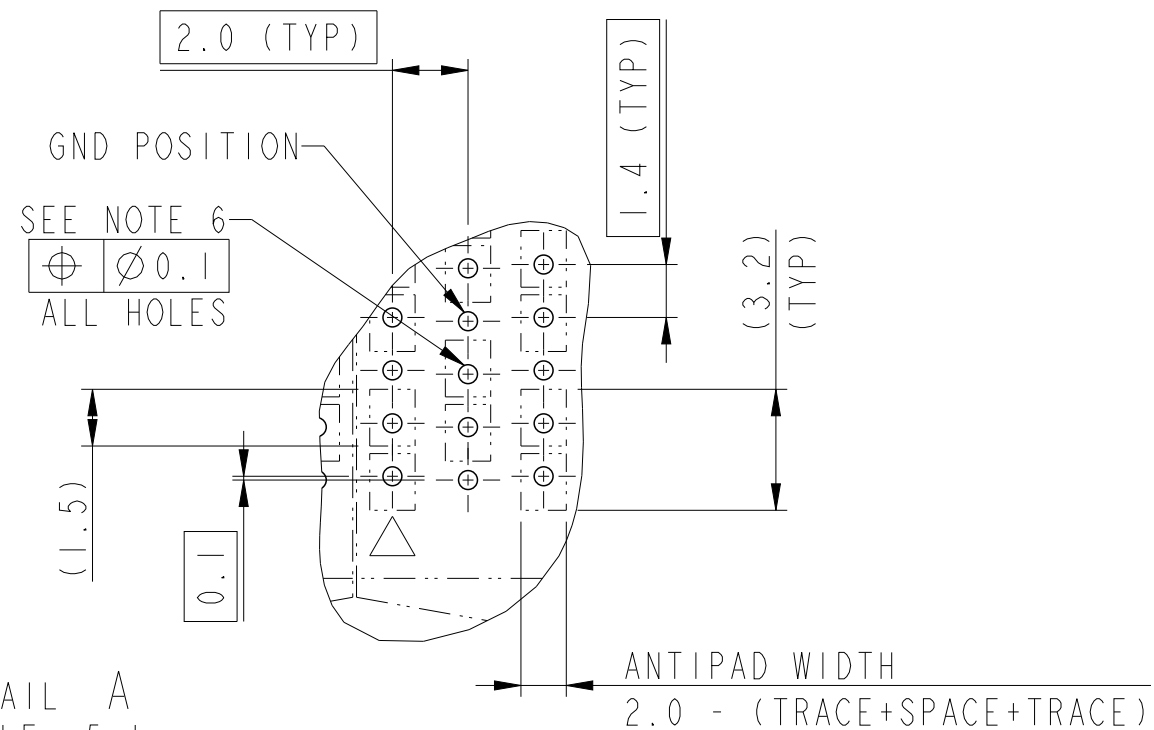 2.0 (TYP)
1.4 (TYP)
GND POSITION
SEE NOTE 6
⌖ ∅0.1
ALL HOLES
(3.2)
(TYP)
(1.5)
0.1
ANTIPAD WIDTH
2.0 - (TRACE+SPACE+TRACE)
AIL A